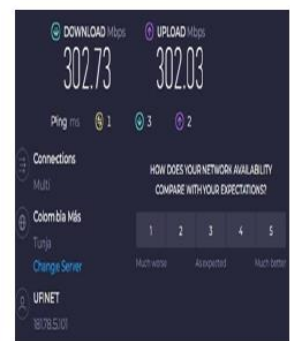 DOWNLOAD Mbps
UPLOAD Mbps
302.73
302.03
Ping ms 1 3 2
Connections
Multi
HOW DOES YOUR NETWORK AVAILABILITY
COMPARE WITH YOUR EXPECTATIONS?
Colombia Más
Tunja
Change Server
1 2 3 4 5
Much worse As expected Much better
UFINET